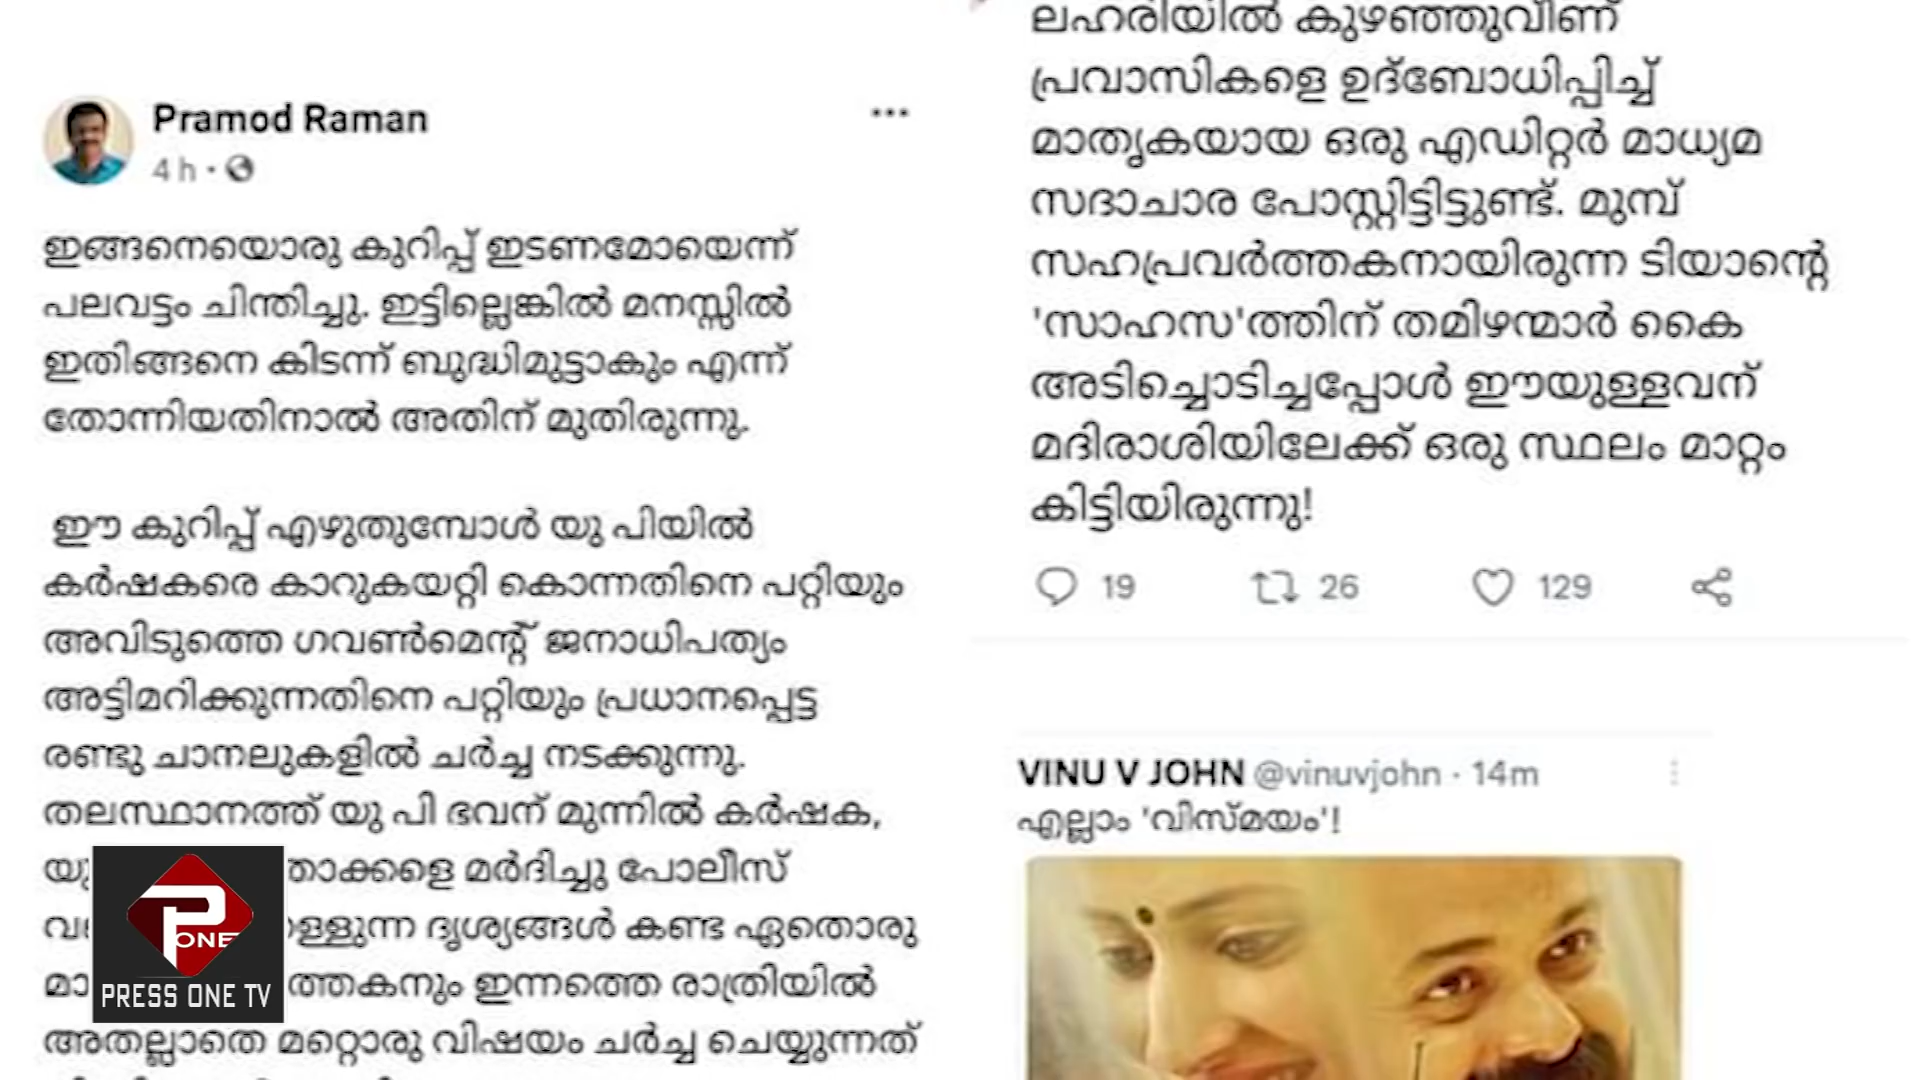 Pramod Raman
4 h
ഇങ്ങനെയൊരു കുറിപ്പ് ഇടണമോയെന്ന്
പലവട്ടം ചിന്തിച്ചു. ഇട്ടില്ലെങ്കിൽ മനസ്സിൽ
ഇതിങ്ങനെ കിടന്ന് ബുദ്ധിമുട്ടാകും എന്ന്
തോന്നിയതിനാൽ അതിന് മുതിരുന്നു.
ഈ കുറിപ്പ് എഴുതുമ്പോൾ യു പിയിൽ
കർഷകരെ കാറുകയറ്റി കൊന്നതിനെ പറ്റിയും
അവിടുത്തെ ഗവൺമെന്റ് ജനാധിപത്യം
അട്ടിമറിക്കുന്നതിനെ പറ്റിയും പ്രധാനപ്പെട്ട
രണ്ടു ചാനലുകളിൽ ചർച്ച നടക്കുന്നു.
തലസ്ഥാനത്ത് യു പി ഭവന് മുന്നിൽ കർഷക,
മർദിച്ചു പോലീസ്
ദൃശ്യങ്ങൾ കണ്ട ഏതൊരു
ഇന്നത്തെ രാത്രിയിൽ
അതല്ലാതെ മറ്റൊരു വിഷയം ചർച്ച ചെയ്യുന്നത്
P ONE
PRESS ONE TV
ലഹരിയിൽ കുഴഞ്ഞുവീണ്
പ്രവാസികളെ ഉദ്ബോധിപ്പിച്ച്
മാതൃകയായ ഒരു എഡിറ്റർ മാധ്യമ
സദാചാര പോസ്റ്റിട്ടിട്ടുണ്ട്. മുമ്പ്
സഹപ്രവർത്തകനായിരുന്ന ടിയാന്റെ
'സാഹസ'ത്തിന് തമിഴന്മാർ കൈ
അടിച്ചൊടിച്ചപ്പോൾ ഈയുള്ളവന്
മദിരാശിയിലേക്ക് ഒരു സ്ഥലം മാറ്റം
കിട്ടിയിരുന്നു!
19 26 129
VINU V JOHN @vinuvjohn · 14m
എല്ലാം 'വിസ്മയം'!